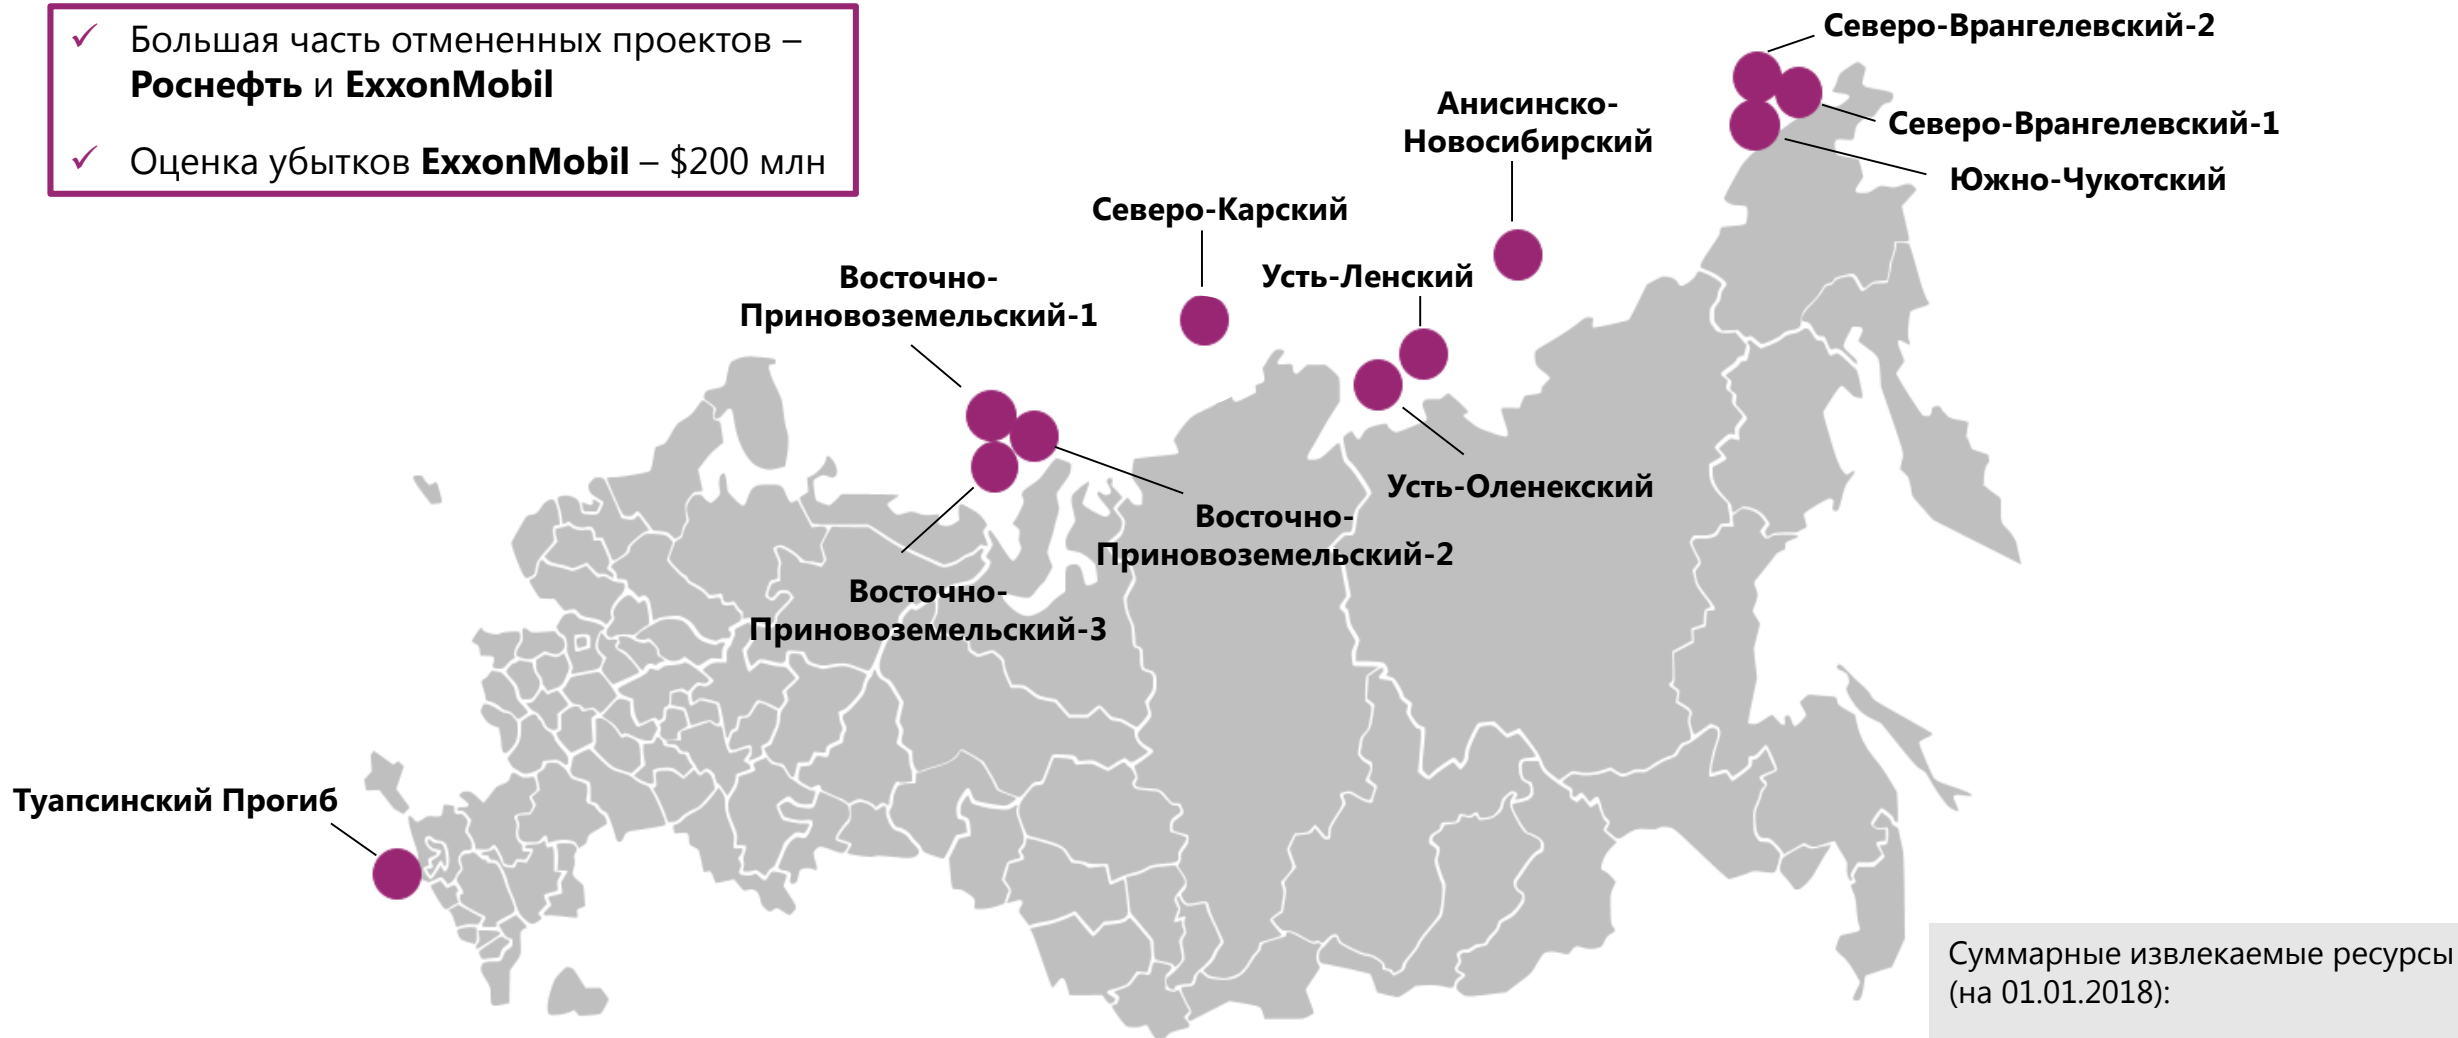 ✓ Большая часть отмененных проектов –
Роснефть и ExxonMobil
✓ Оценка убытков ExxonMobil – $200 млн
Северо-Врангелевский-2
Анисинско-
Новосибирский
Северо-Врангелевский-1
Южно-Чукотский
Северо-Карский
Восточно-
Приновоземельский-1
Усть-Ленский
Усть-Оленекский
Восточно-
Приновоземельский-2
Восточно-
Приновоземельский-3
Туапсинский Прогиб
Суммарные извлекаемые ресурсы
(на 01.01.2018):